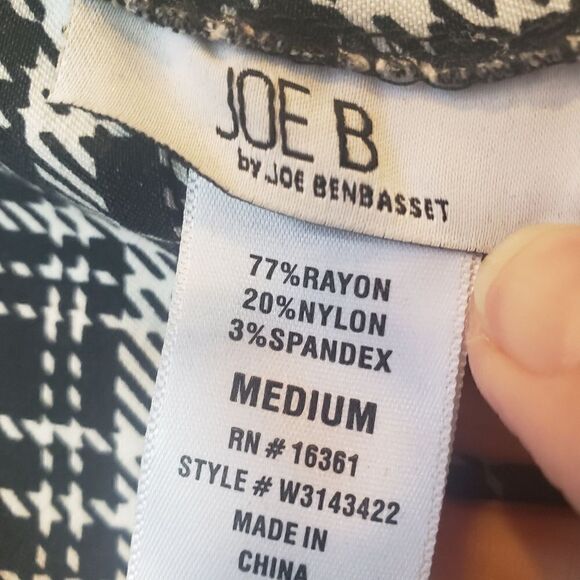 JOE B
by JOE BENBASSET
77%RAYON
20%NYLON
3%SPANDEX
MEDIUM
RN # 16361
STYLE # W3143422
MADE IN
CHINA